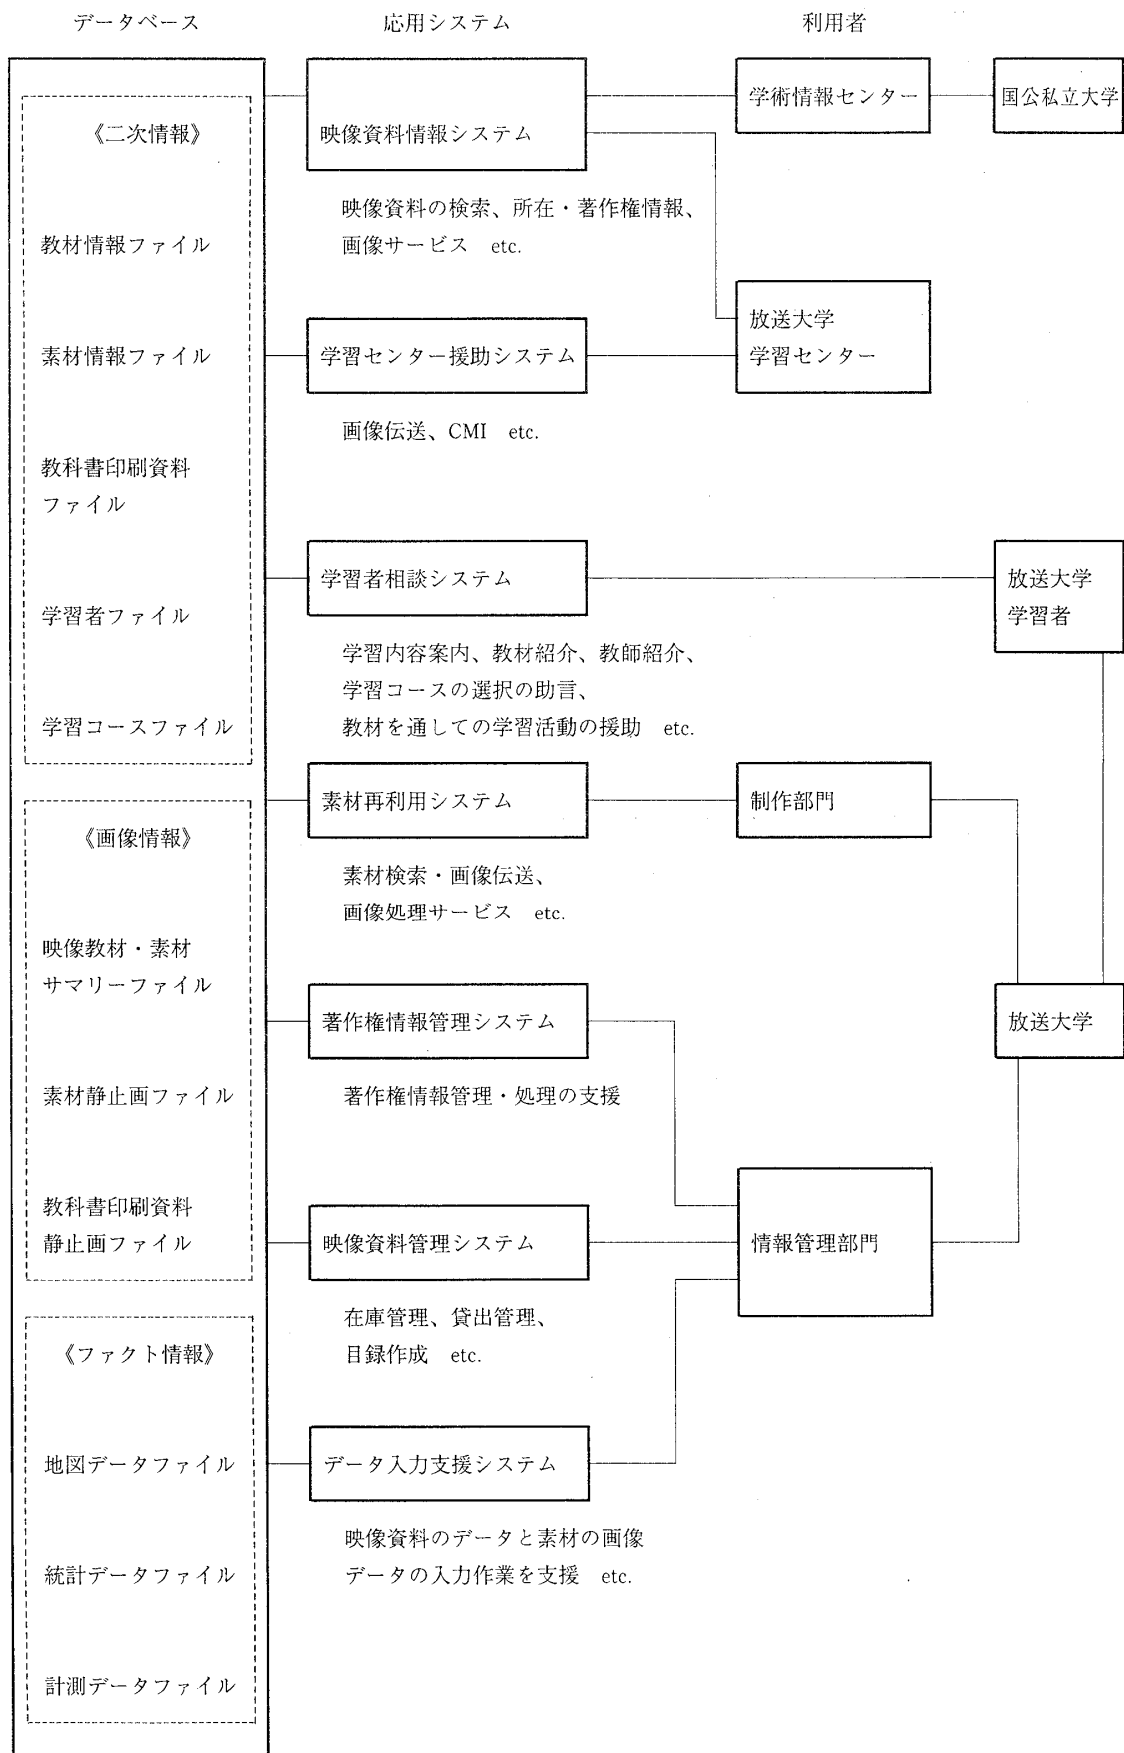 データベース
応用システム
利用者
《二次情報》
教材情報ファイル
素材情報ファイル
教科書印刷資料
ファイル
学習者ファイル
学習コースファイル
《画像情報》
映像教材・素材
サマリーファイル
素材静止画ファイル
教科書印刷資料
静止画ファイル
《ファクト情報》
地図データファイル
統計データファイル
計測データファイル
映像資料情報システム
映像資料の検索、所在・著作権情報、
画像サービス etc.
学習センター援助システム
画像伝送、CMI etc.
学習者相談システム
学習内容案内、教材紹介、教師紹介、
学習コースの選択の助言、
教材を通しての学習活動の援助 etc.
素材再利用システム
素材検索・画像伝送、
画像処理サービス etc.
著作権情報管理システム
著作権情報管理・処理の支援
映像資料管理システム
在庫管理、貸出管理、
目録作成 etc.
データ入力支援システム
映像資料のデータと素材の画像
データの入力作業を支援 etc.
学術情報センター
国公私立大学
放送大学
学習センター
放送大学
学習者
制作部門
放送大学
情報管理部門